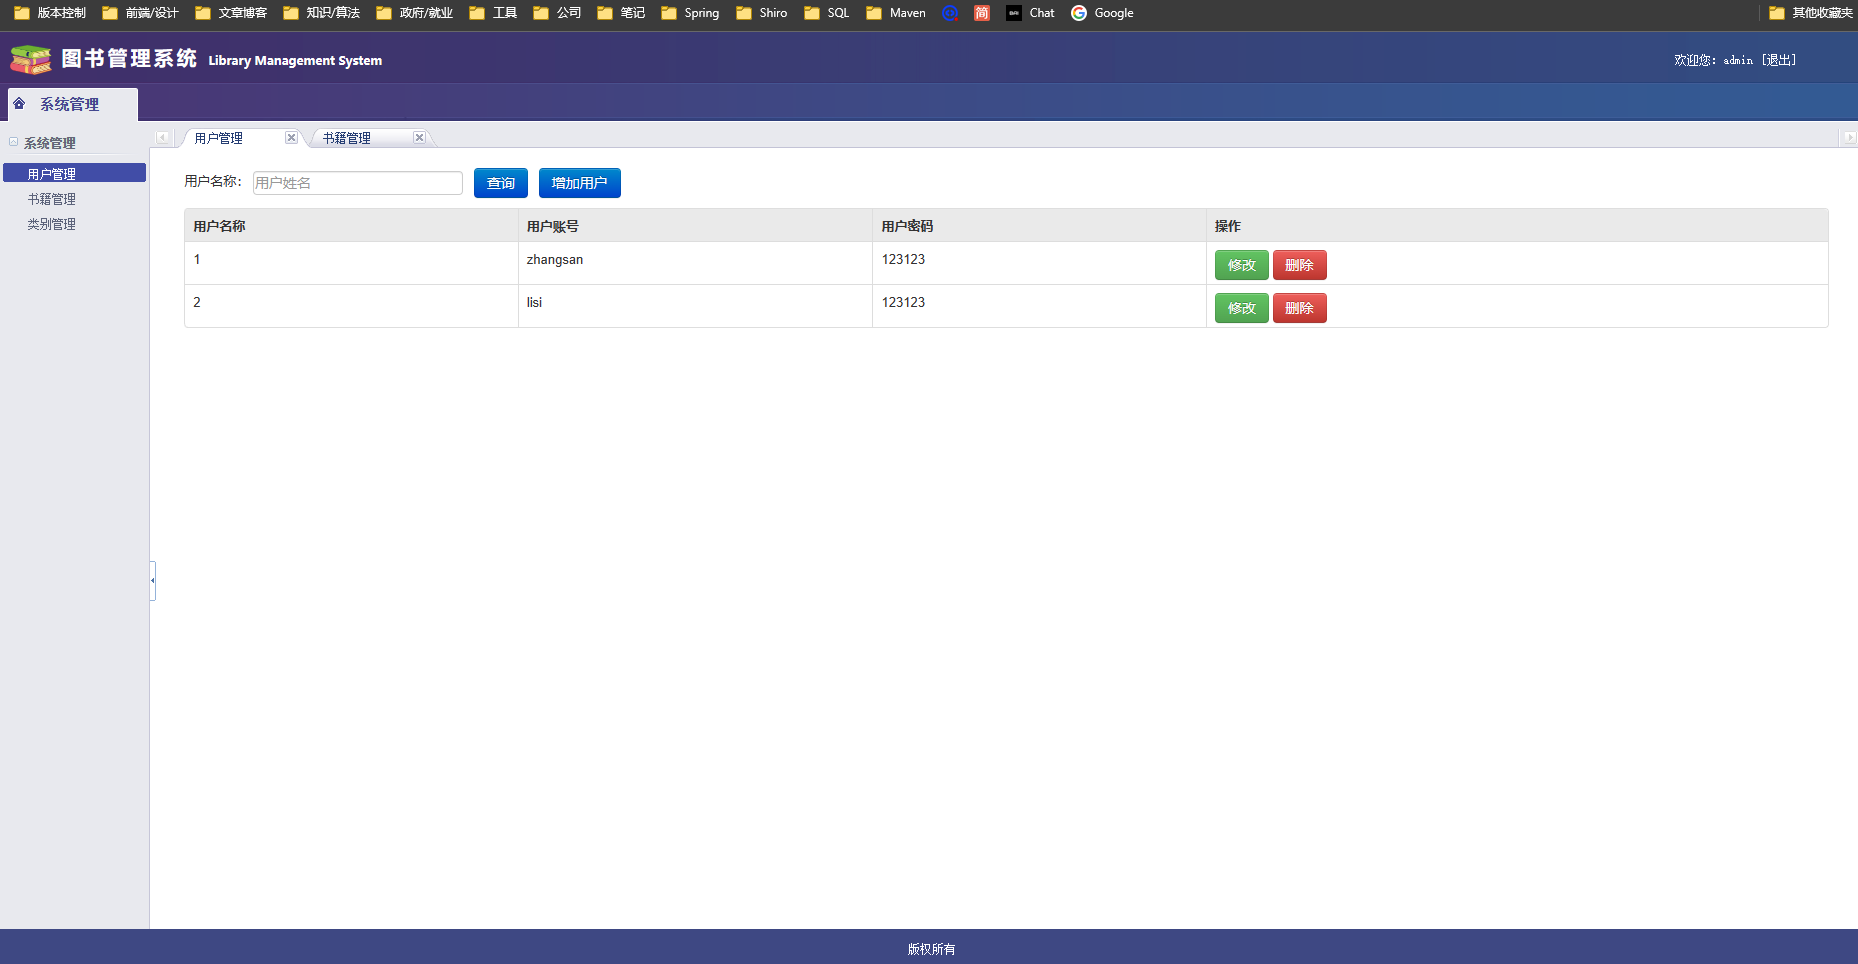 版本控制 前端/设计 文章博客 知识/算法 政府/就业 工具 公司 笔记 Spring Shiro SQL Maven 简 Chat Google 其他收藏夹
图书管理系统 Library Management System 欢迎您：admin [退出]
系统管理
系统管理
用户管理
书籍管理
类别管理
用户管理 书籍管理
用户名称： 用户姓名 查询 增加用户
用户名称 用户账号 用户密码 操作
1 zhangsan 123123 修改 删除
2 lisi 123123 修改 删除
版权所有